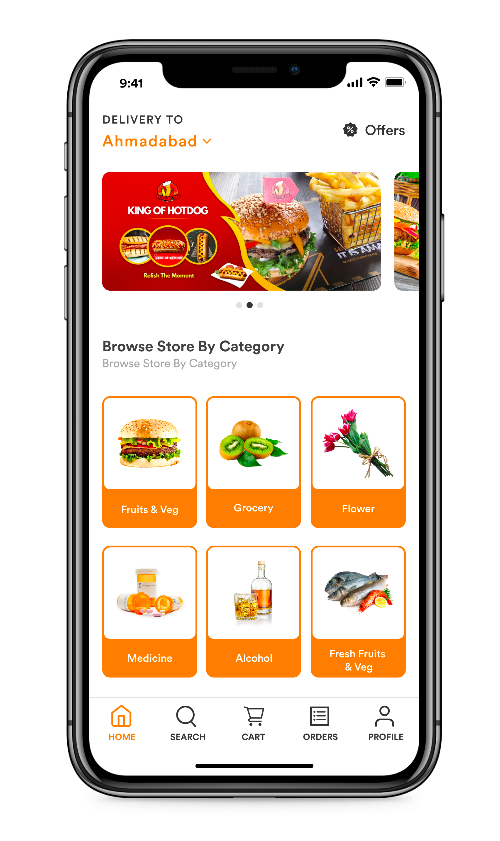 9:41
DELIVERY TO
Ahmadabad
Offers
KING OF HOTDOG
Relish The Moment
Browse Store By Category
Browse Store By Category
Fruits & Veg
Grocery
Flower
Medicine
Alcohol
Fresh Fruits
& Veg
HOME
SEARCH
CART
ORDERS
PROFILE